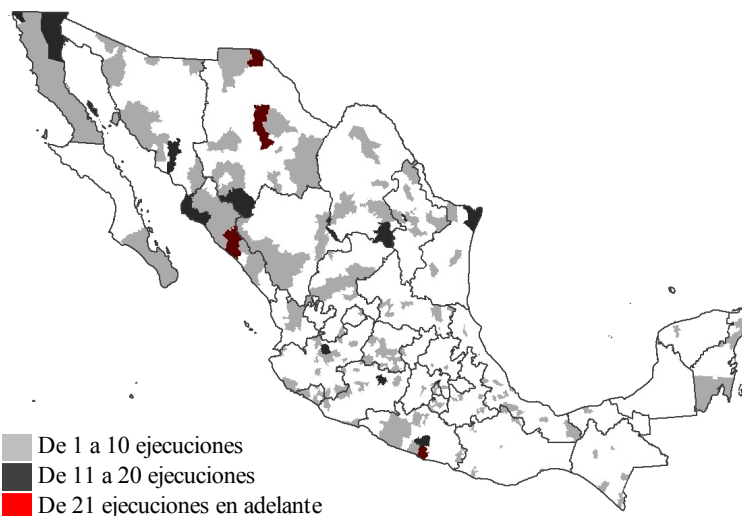 De 1 a 10 ejecuciones
De 11 a 20 ejecuciones
De 21 ejecuciones en adelante